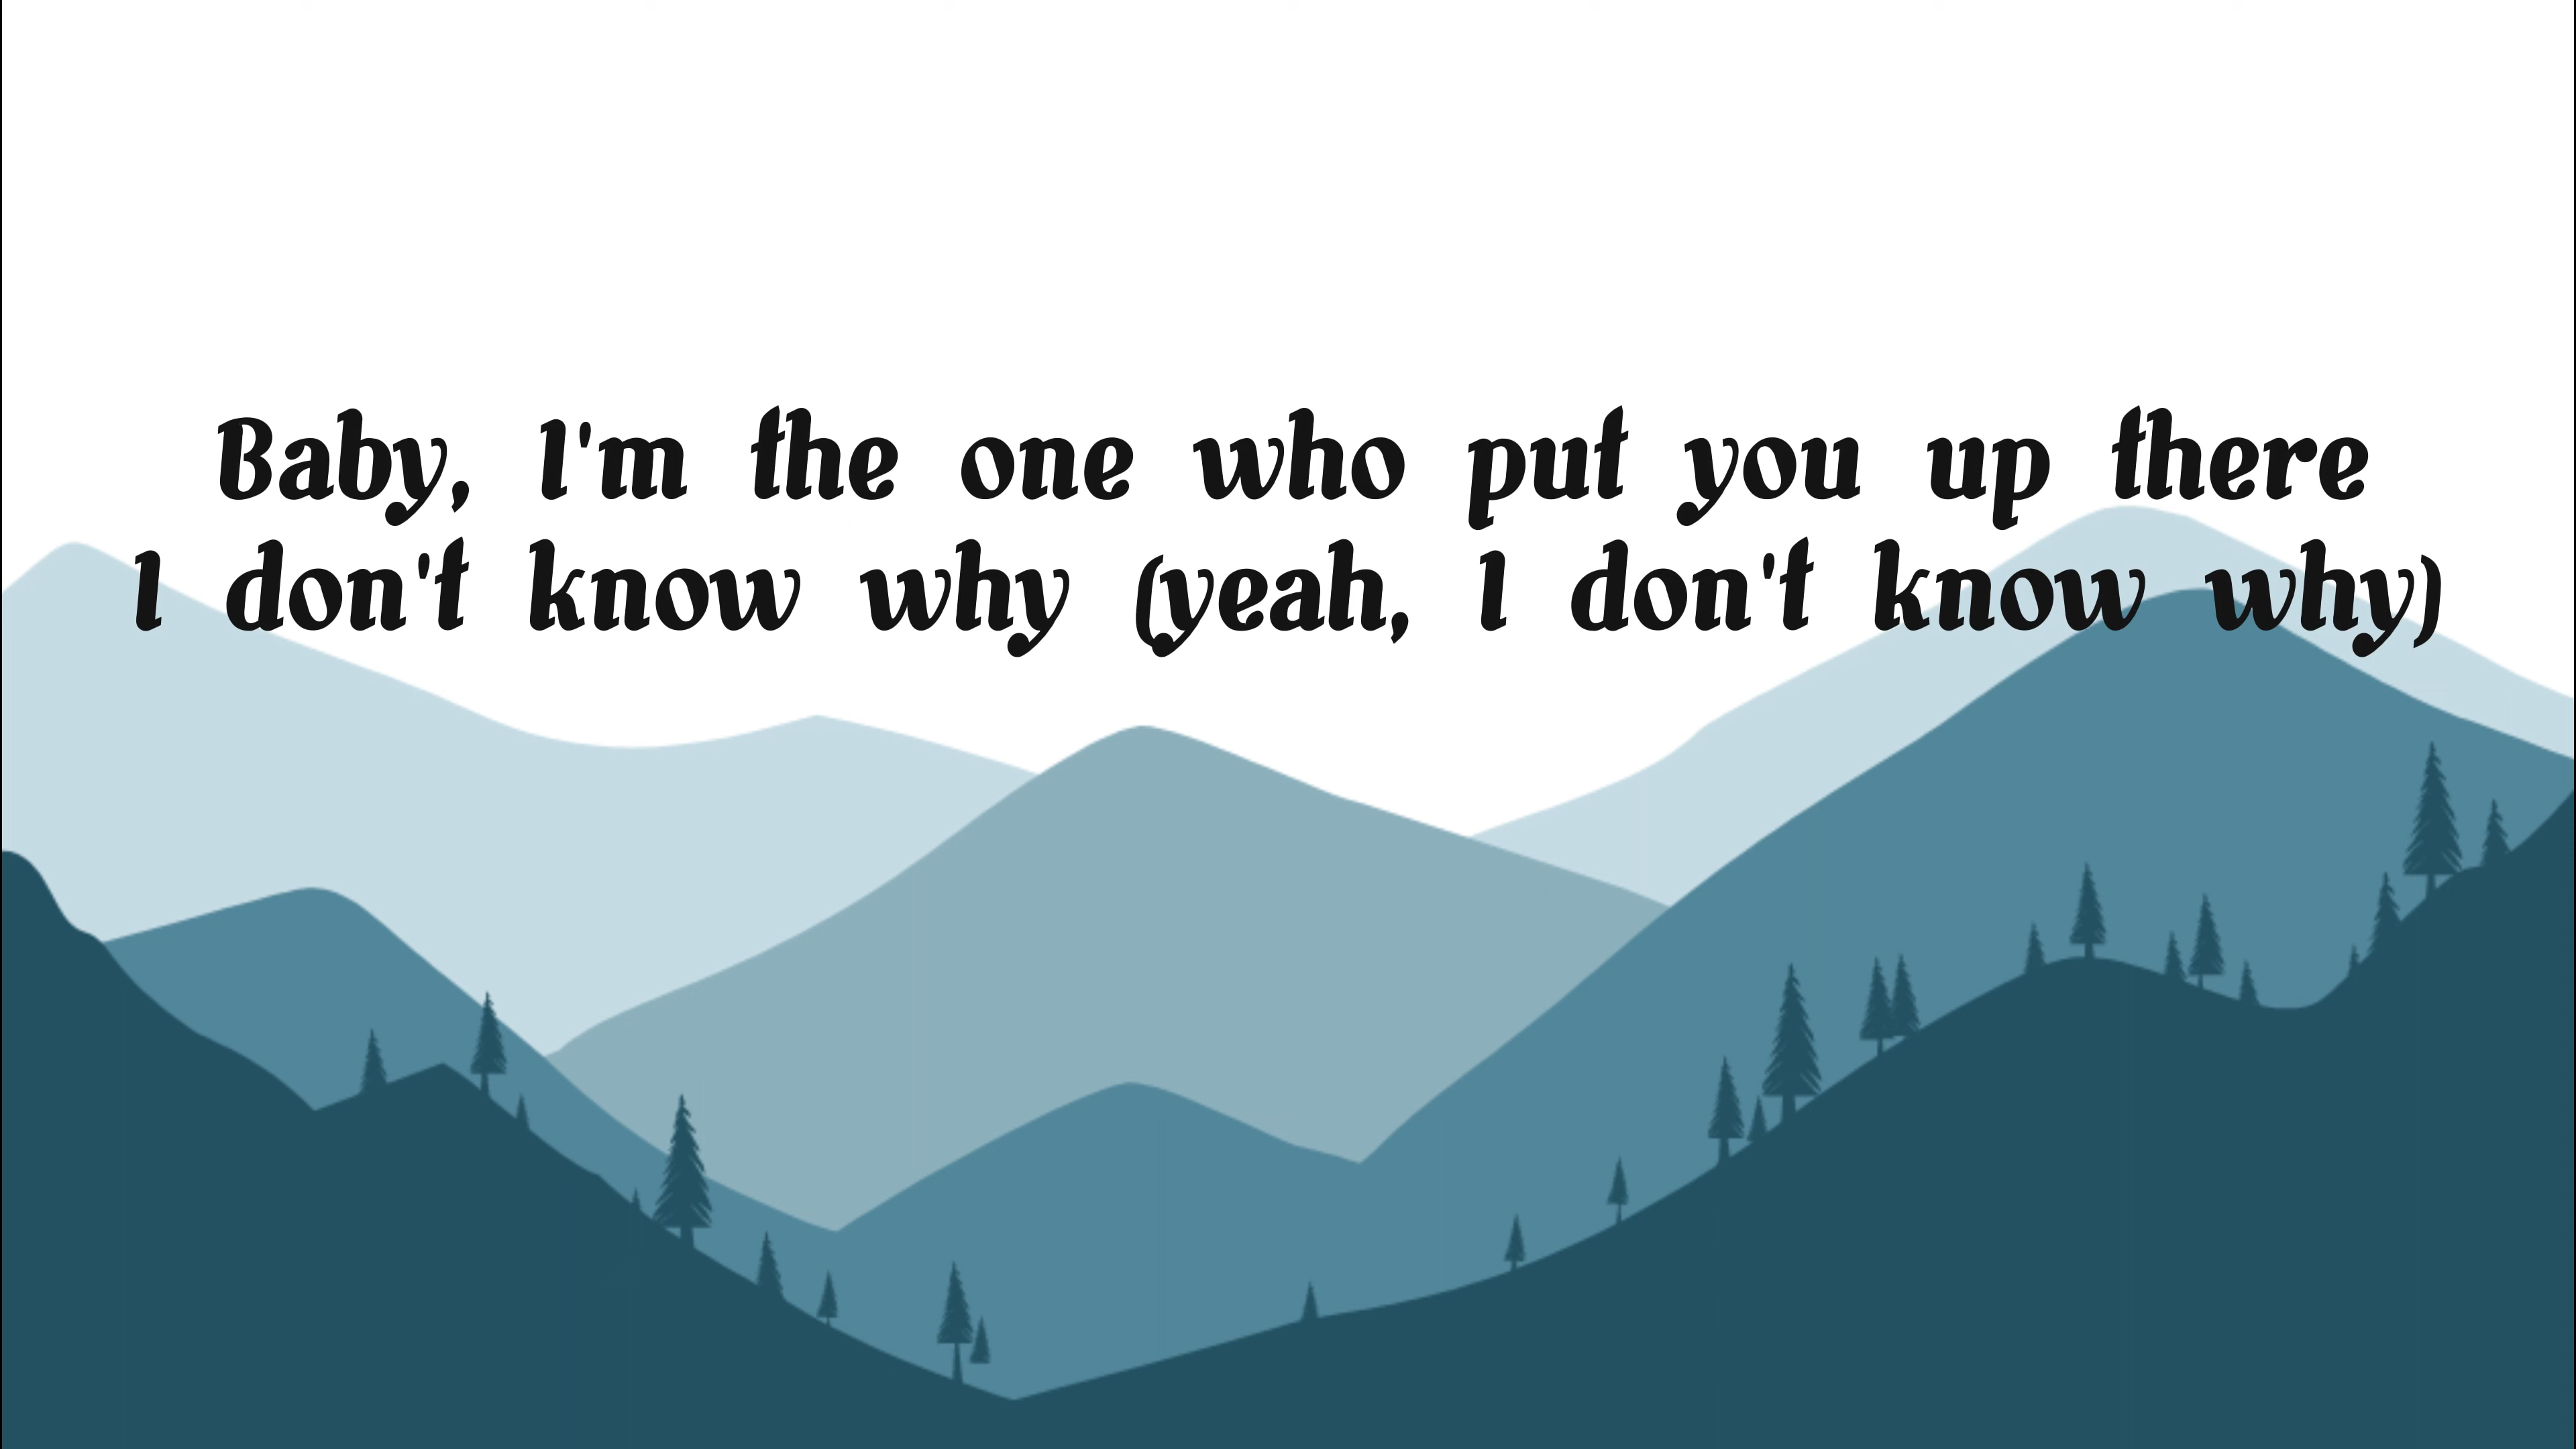 Baby, I'm the one who put you up there
I don't know why (yeah, I don't know why)